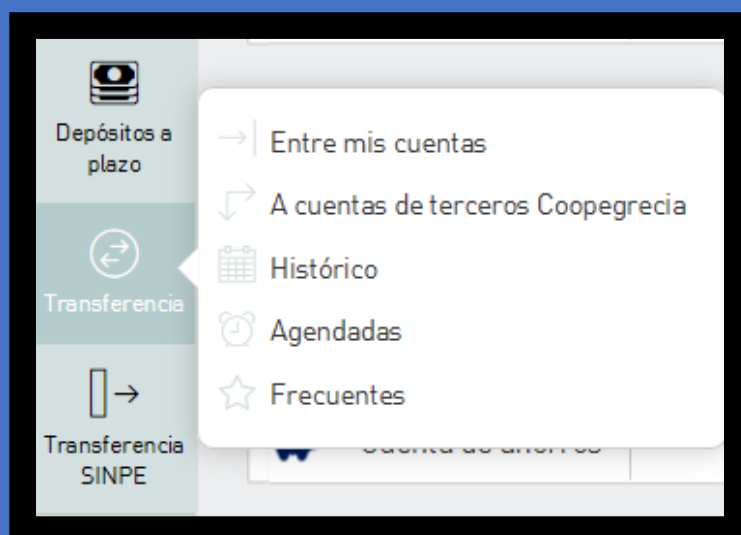 Depósitos a
plazo
Transferencia
Transferencia
SINPE
Entre mis cuentas
A cuentas de terceros Coopegrecia
Histórico
Agendadas
Frecuentes